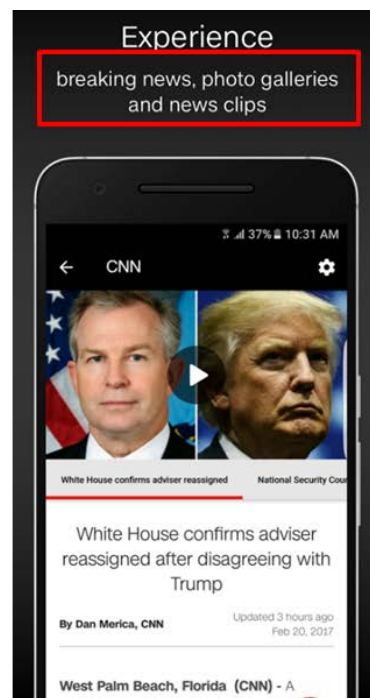 Experience
breaking news, photo galleries
and news clips
37% 10:31 AM
CNN
White House confirms adviser reassigned National Security Cour
White House confirms adviser
reassigned after disagreeing with
Trump
By Dan Merica, CNN Updated 3 hours ago
Feb 20, 2017
West Palm Beach, Florida (CNN) - A